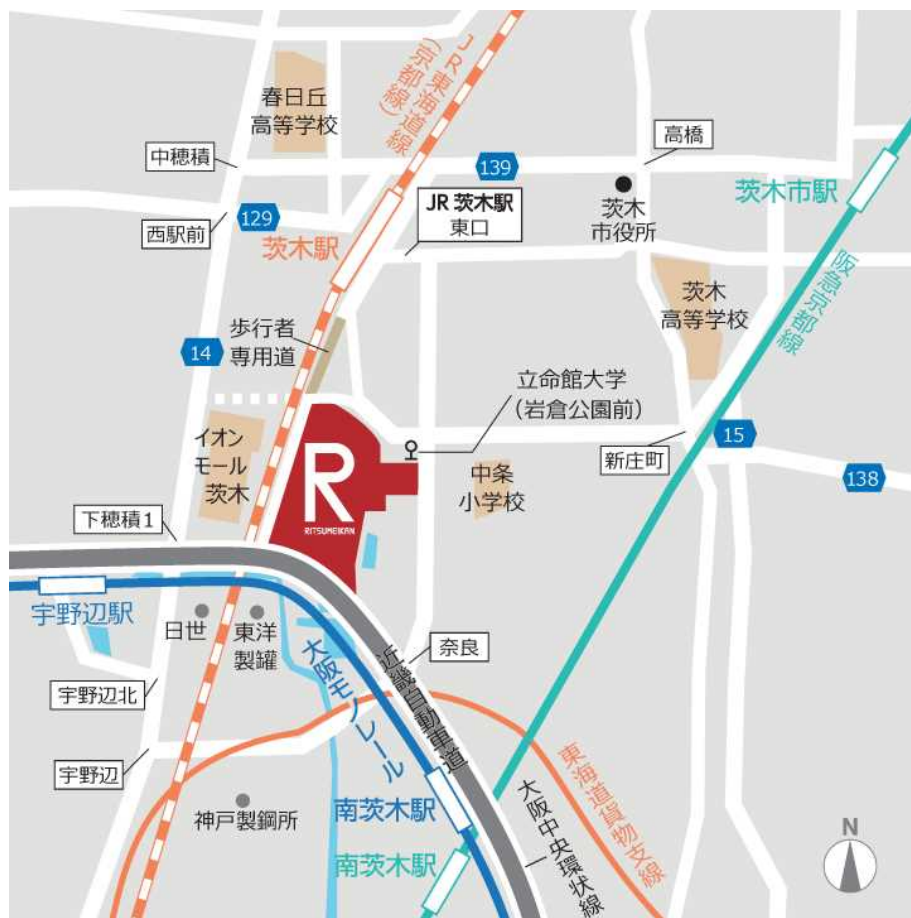 JR東海道線
(京都線)
春日丘
高等学校
中穂積
高橋
139
茨木市駅
JR 茨木駅
東口
茨木
市役所
129
西駅前
茨木駅
阪急京都線
茨木
高等学校
歩行者
専用道
14
立命館大学
（岩倉公園前）
イオン
モール
茨木
R
RITSUMEIKAN
15
新庄町
中条
小学校
138
下穂積1
宇野辺駅
日世
東洋
製罐
奈良
大阪モノレール
近畿自動車道
宇野辺北
宇野辺
東海道貨物支線
神戸製鋼所
南茨木駅
大阪中央環状線
南茨木駅
N